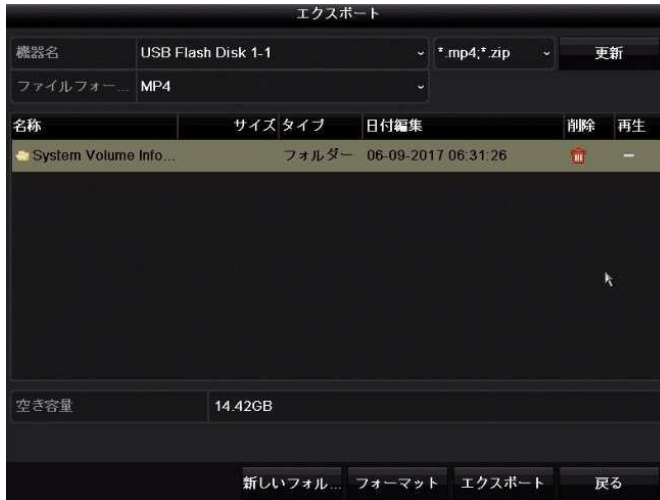 エクスポート
機器名 USB Flash Disk 1-1 *.mp4;*.zip 更新
ファイルフォー... MP4
名称 サイズ タイプ 日付編集 削除 再生
System Volume Info... フォルダー 06-09-2017 06:31:26
空き容量 14.42GB
新しいフォル... フォーマット エクスポート 戻る